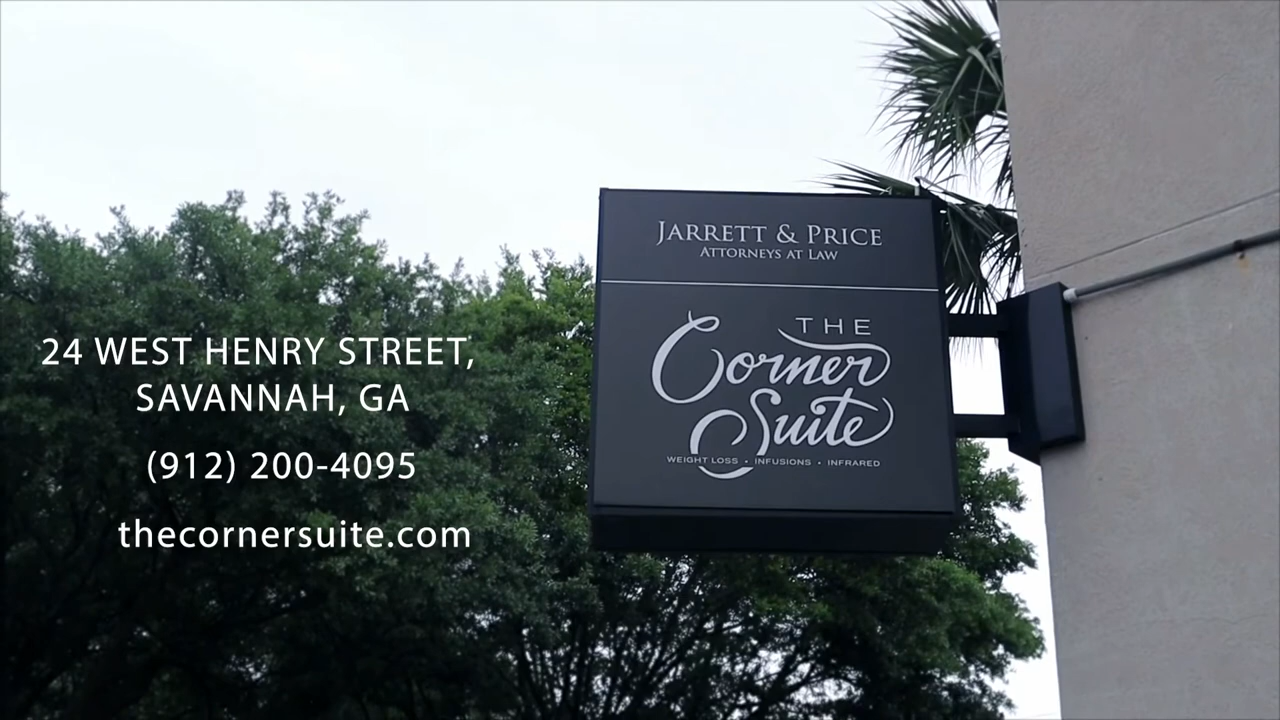 24 WEST HENRY STREET,
SAVANNAH, GA
(912) 200-4095
thecornersuite.com
JARRETT & PRICE
ATTORNEYS AT LAW
THE
Corner
Suite
WEIGHT LOSS • INFUSIONS • INFRARED